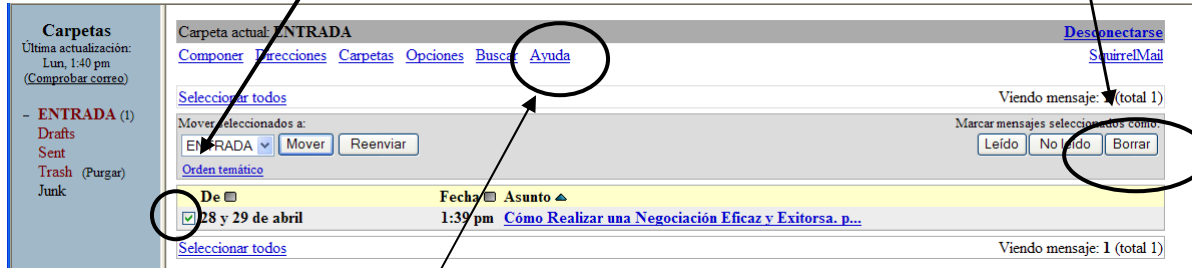 Carpetas
Última actualización:
Lun, 1:40 pm
(Comprobar correo)
– ENTRADA (1)
Drafts
Sent
Trash (Purgar)
Junk
Carpeta actual: ENTRADA Desconectarse
Componer Direcciones Carpetas Opciones Buscar Ayuda SquirrelMail
Seleccionar todos Viendo mensaje: 1 (total 1)
Mover seleccionados a: Marcar mensajes seleccionados como:
ENTRADA Mover Reenviar Leído No leído Borrar
Orden temático
De Fecha Asunto
28 y 29 de abril 1:39 pm Cómo Realizar una Negociación Eficaz y Exitorsa. p...
Seleccionar todos Viendo mensaje: 1 (total 1)